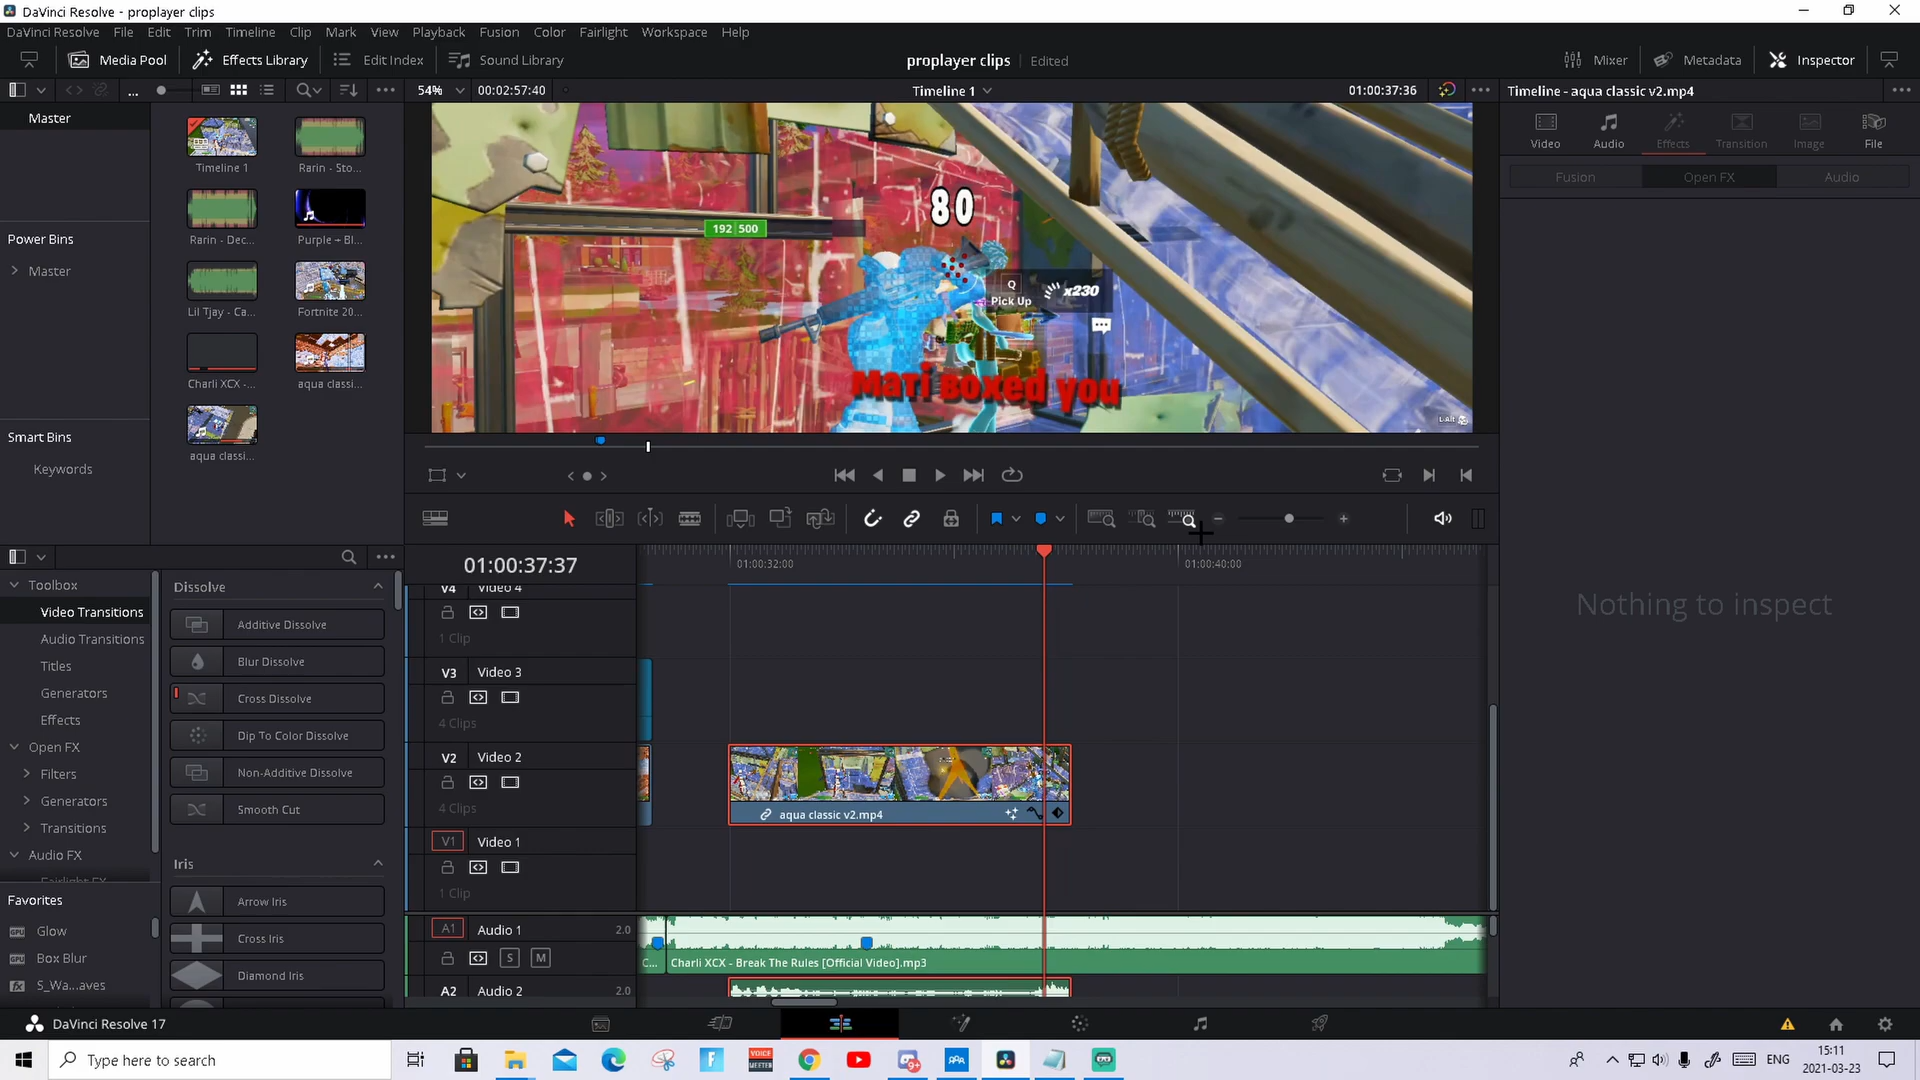 DaVinci Resolve - proplayer clips
DaVinci Resolve File Edit Trim Timeline Clip Mark View Playback Fusion Color Fairlight Workspace Help
Media Pool Effects Library Edit Index Sound Library proplayer clips Edited Mixer Metadata Inspector
... 54% 00:02:57:40 Timeline 1 01:00:37:36 Timeline - aqua classic v2.mp4
Master
Timeline 1 Rarin - Sto...
Rarin - Dec... Purple + Bl...
Lil Tjay - Ca... Fortnite 20...
Charli XCX -... aqua classi...
aqua classi...
Power Bins
Master
Smart Bins
Keywords
80
192 500
Q
Pick Up
x230
Mari boxed you
L.Alt
Video Audio Effects Transition Image File
Fusion Open FX Audio
Nothing to inspect
Toolbox
Video Transitions
Audio Transitions
Titles
Generators
Effects
Open FX
Filters
Generators
Transitions
Audio FX
Fairlight FX
Favorites
Glow
Box Blur
S_Wa...aves
Dissolve
Additive Dissolve
Blur Dissolve
Cross Dissolve
Dip To Color Dissolve
Non-Additive Dissolve
Smooth Cut
Iris
Arrow Iris
Cross Iris
Diamond Iris
01:00:37:37 01:00:32:00 01:00:40:00
V4 Video 4
1 Clip
V3 Video 3
4 Clips
V2 Video 2
4 Clips
aqua classic v2.mp4
V1 Video 1
1 Clip
A1 Audio 1 2.0
S M
C... Charli XCX - Break The Rules [Official Video].mp3
A2 Audio 2 2.0
DaVinci Resolve 17
Type here to search
VOICE
MEETER
9+
ENG
15:11
2021-03-23